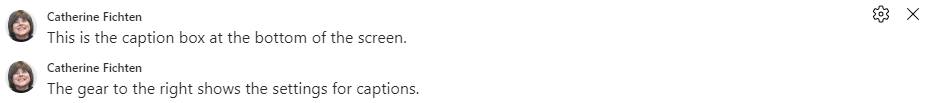 Catherine Fichten
This is the caption box at the bottom of the screen.
Catherine Fichten
The gear to the right shows the settings for captions.